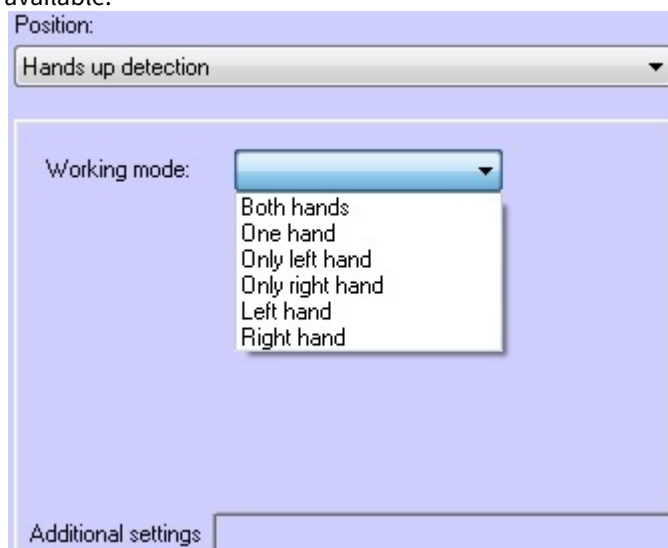 available.
Position:
Hands up detection
Working mode:
Both hands
One hand
Only left hand
Only right hand
Left hand
Right hand
Additional settings